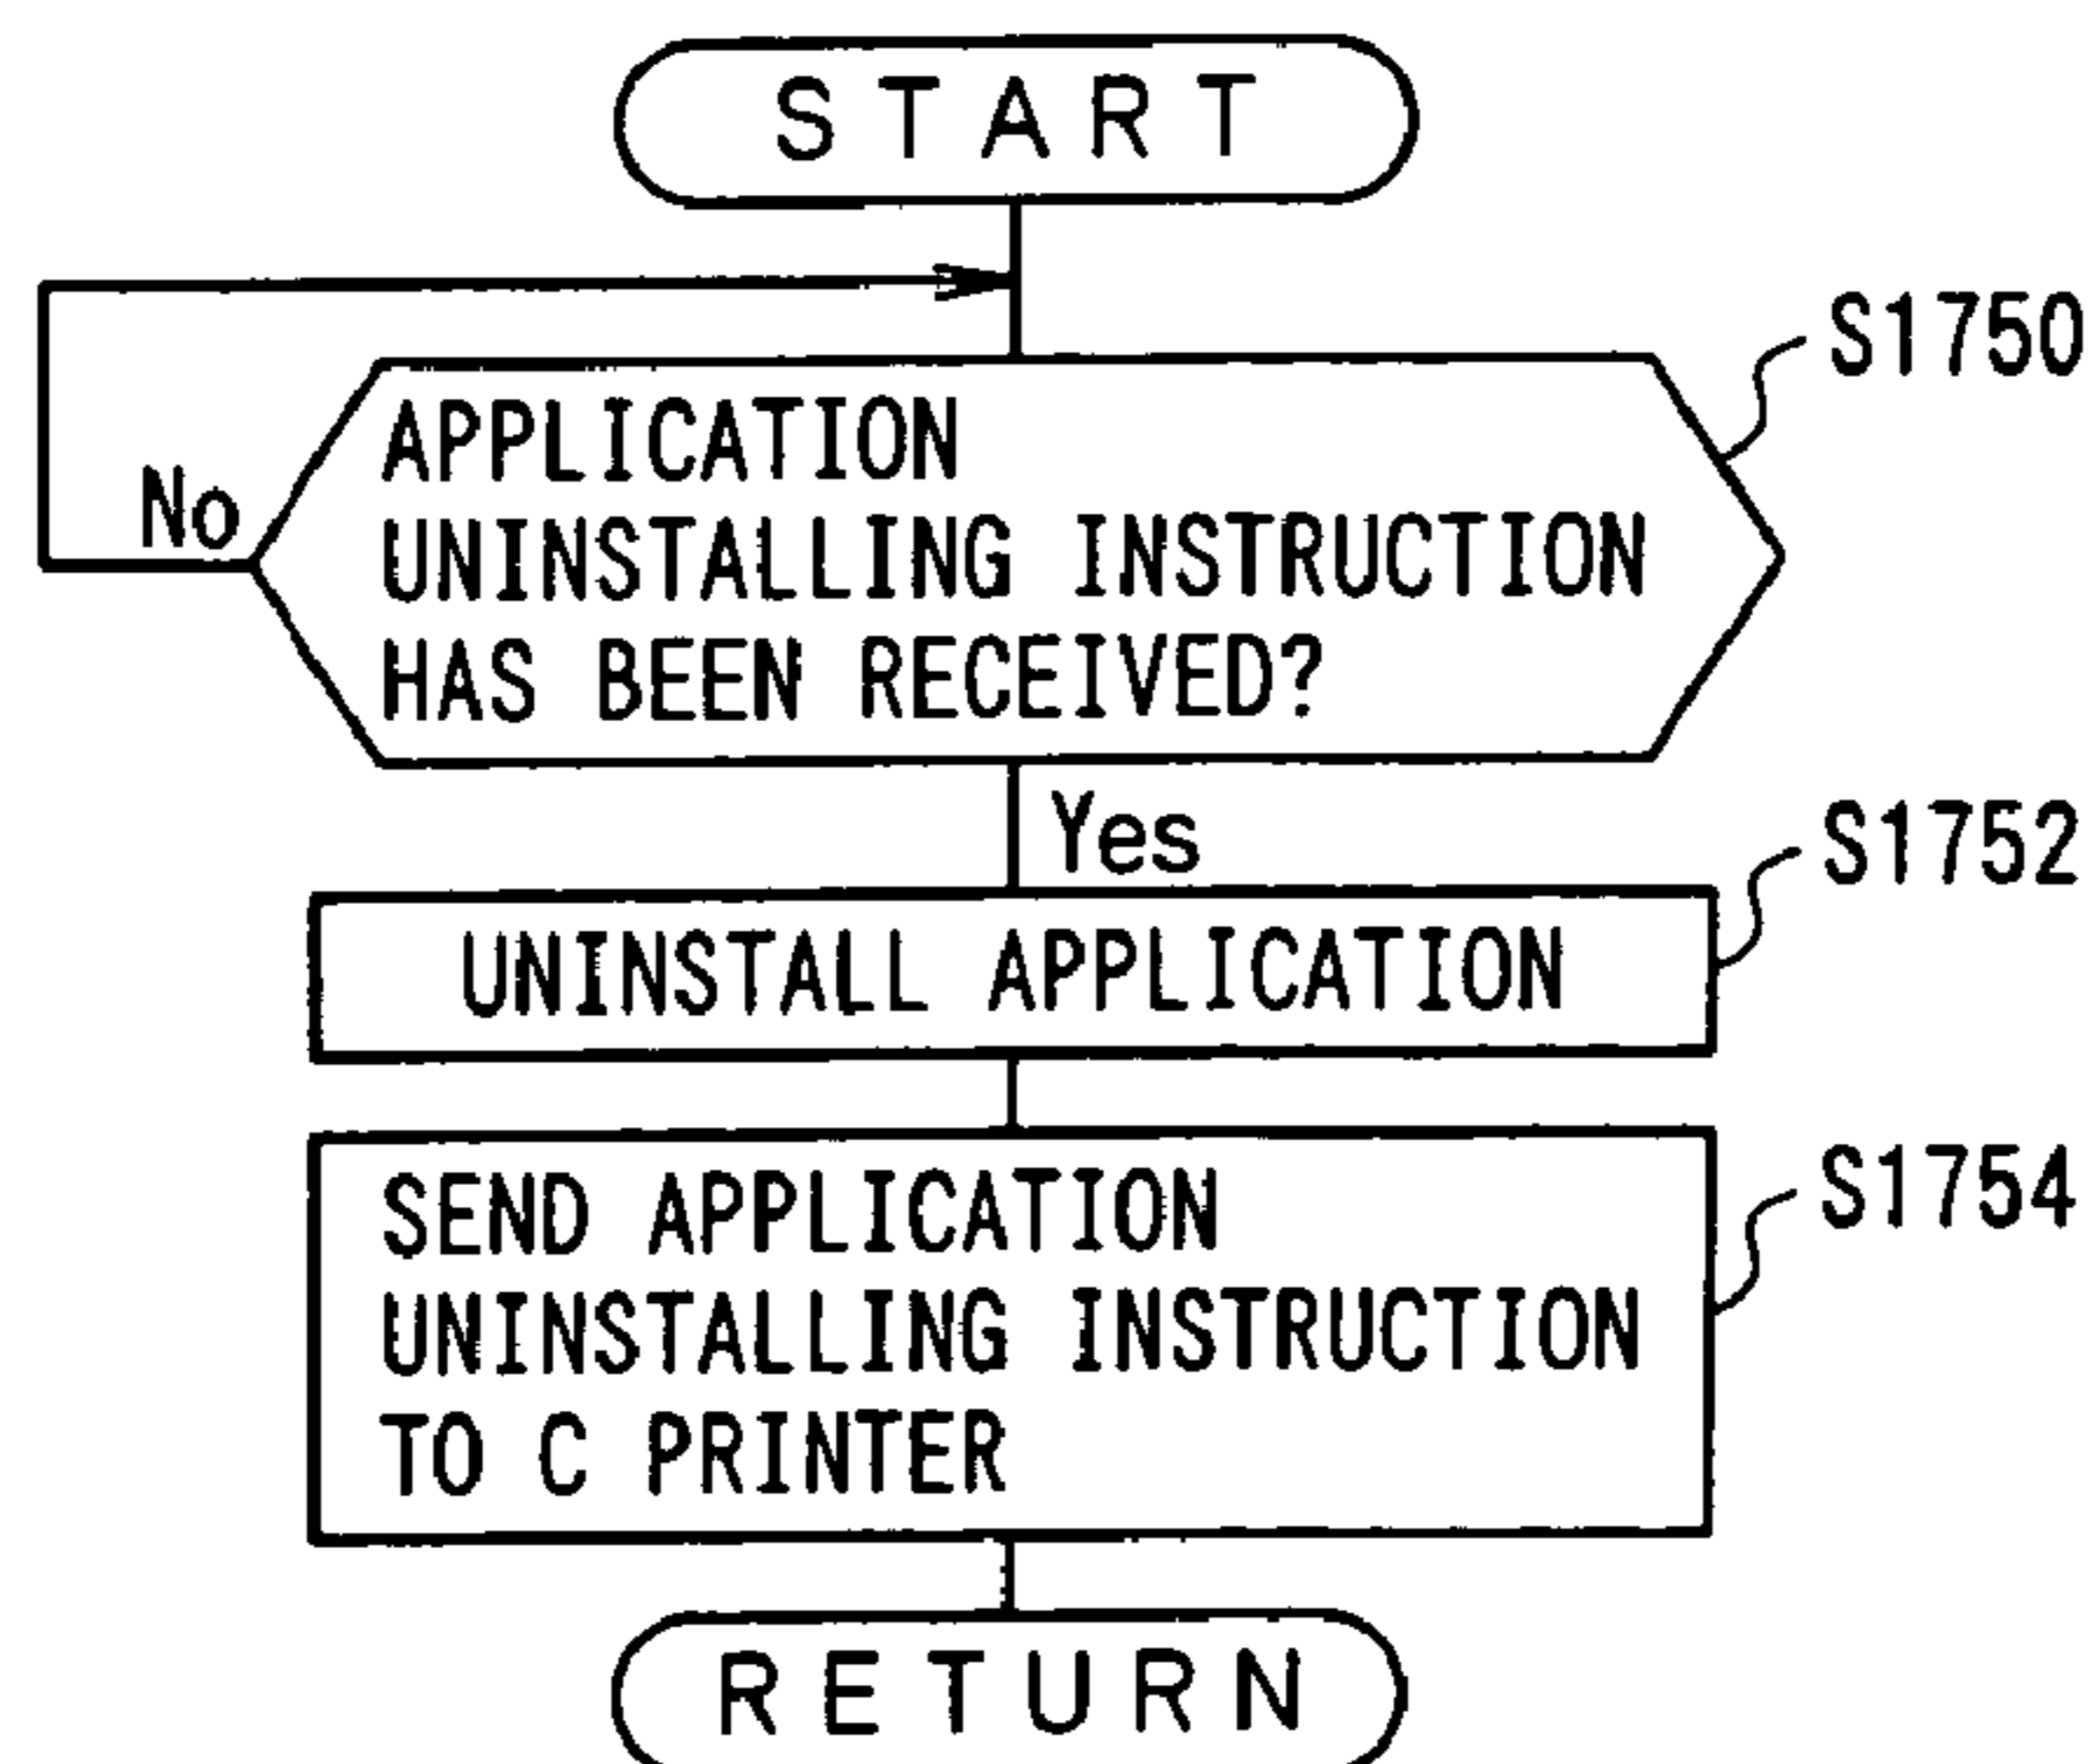 START
S1750
APPLICATION
UNINSTALLING INSTRUCTION
HAS BEEN RECEIVED?
No
Yes
S1752
UNINSTALL APPLICATION
S1754
SEND APPLICATION
UNINSTALLING INSTRUCTION
TO C PRINTER
RETURN